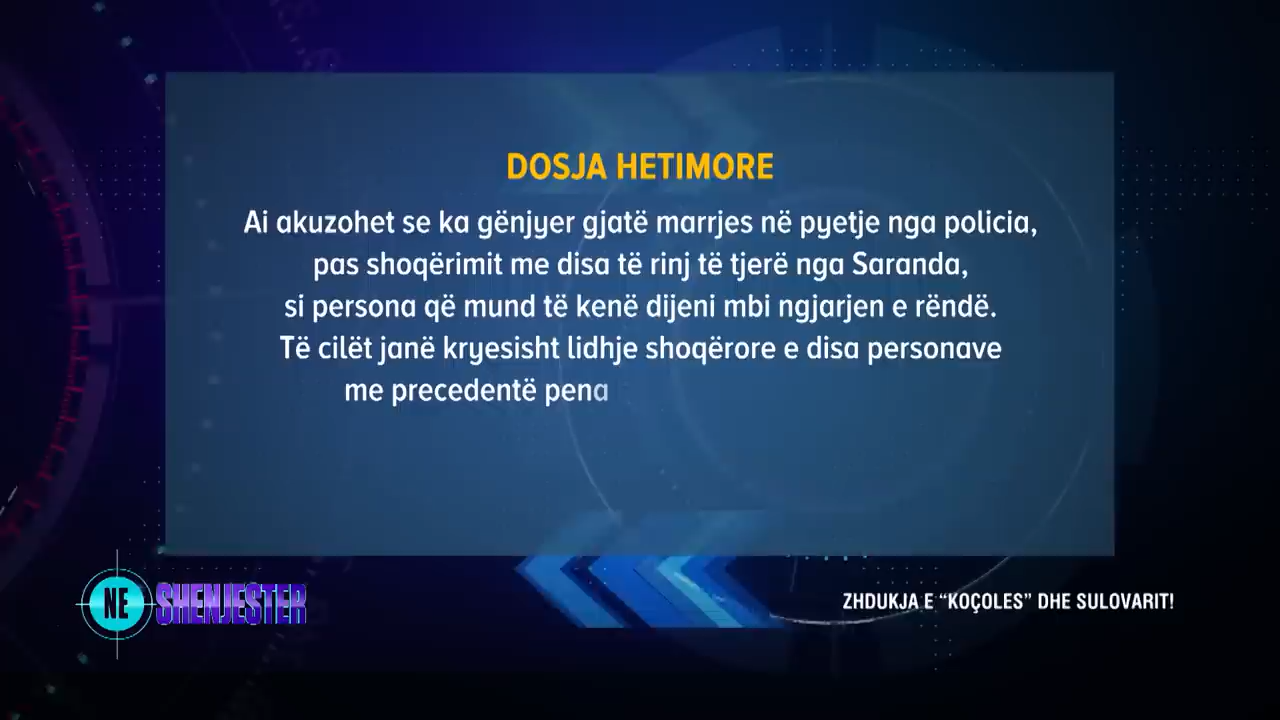 DOSJA HETIMORE
Ai akuzohet se ka gënjyer gjatë marrjes në pyetje nga policia,
pas shoqërimit me disa të rinj të tjerë nga Saranda,
si persona që mund të kenë dijeni mbi ngjarjen e rëndë.
Të cilët janë kryesisht lidhje shoqërore e disa personave
me precedentë pena
NE SHENJESTER
ZHDUKJA E “KOÇOLES” DHE SULOVARIT!